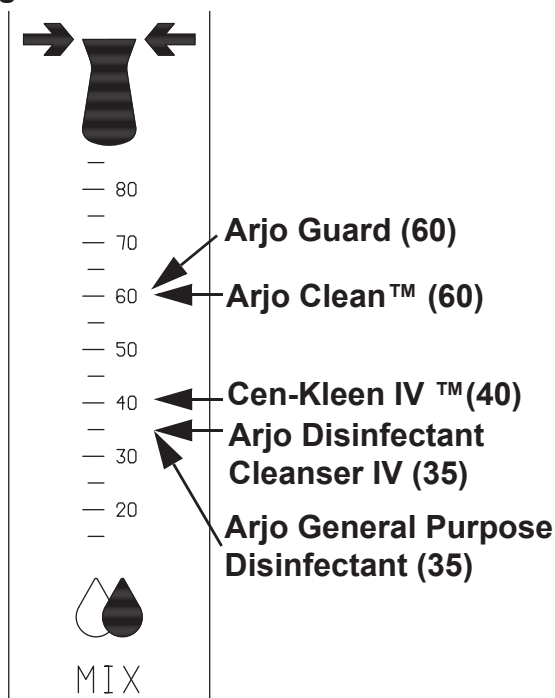 80
70
60
50
40
30
20
MIX
Arjo Guard (60)
Arjo Clean™ (60)
Cen-Kleen IV ™(40)
Arjo Disinfectant
Cleanser IV (35)
Arjo General Purpose
Disinfectant (35)